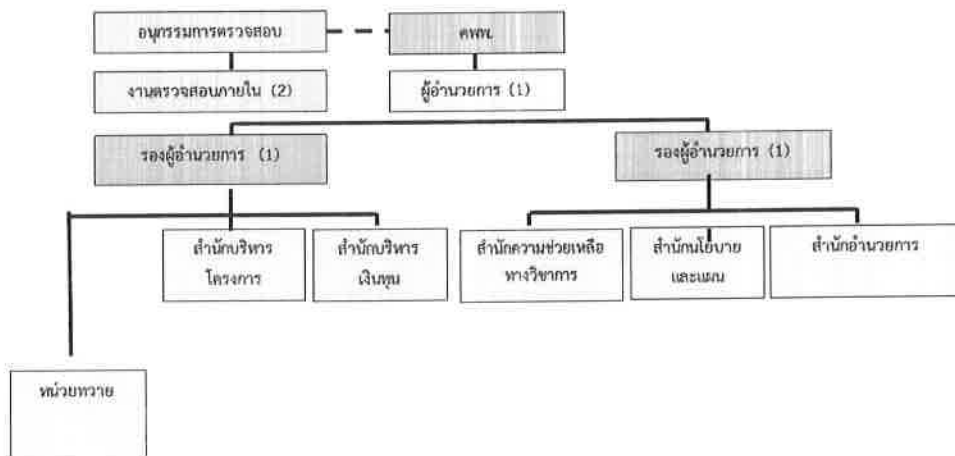 อนุกรรมการตรวจสอบ
คพพ.
งานตรวจสอบภายใน (2)
ผู้อำนวยการ (1)
รองผู้อำนวยการ (1)
รองผู้อำนวยการ (1)
สำนักบริหาร
โครงการ
สำนักบริหาร
เงินทุน
สำนักความช่วยเหลือ
ทางวิชาการ
สำนักนโยบาย
และแผน
สำนักอำนวยการ
หน่วยทวาย